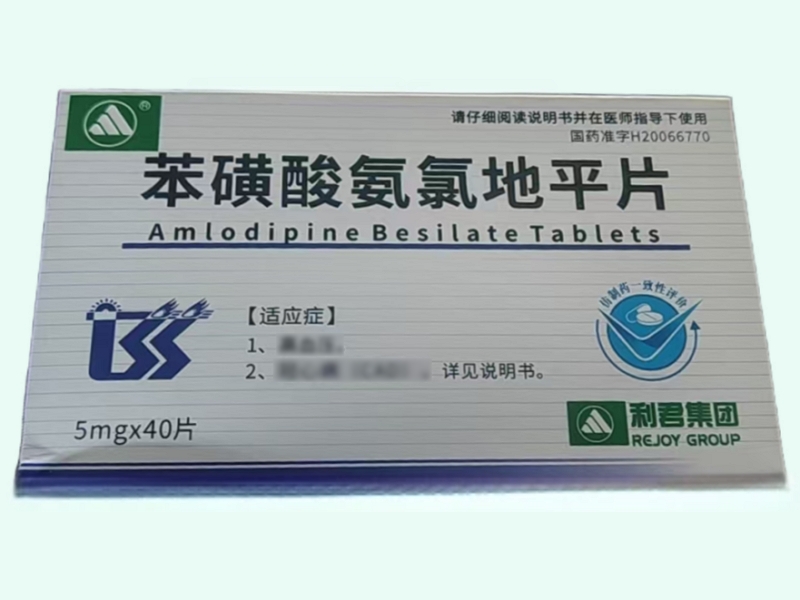 请仔细阅读说明书并在医师指导下使用
国药准字H20066770
苯磺酸氨氯地平片
Amlodipine Besilate Tablets
仿制药一致性评价
【适应症】
1、
2、 详见说明书。
5mgx40片
利君集团
REJOY GROUP